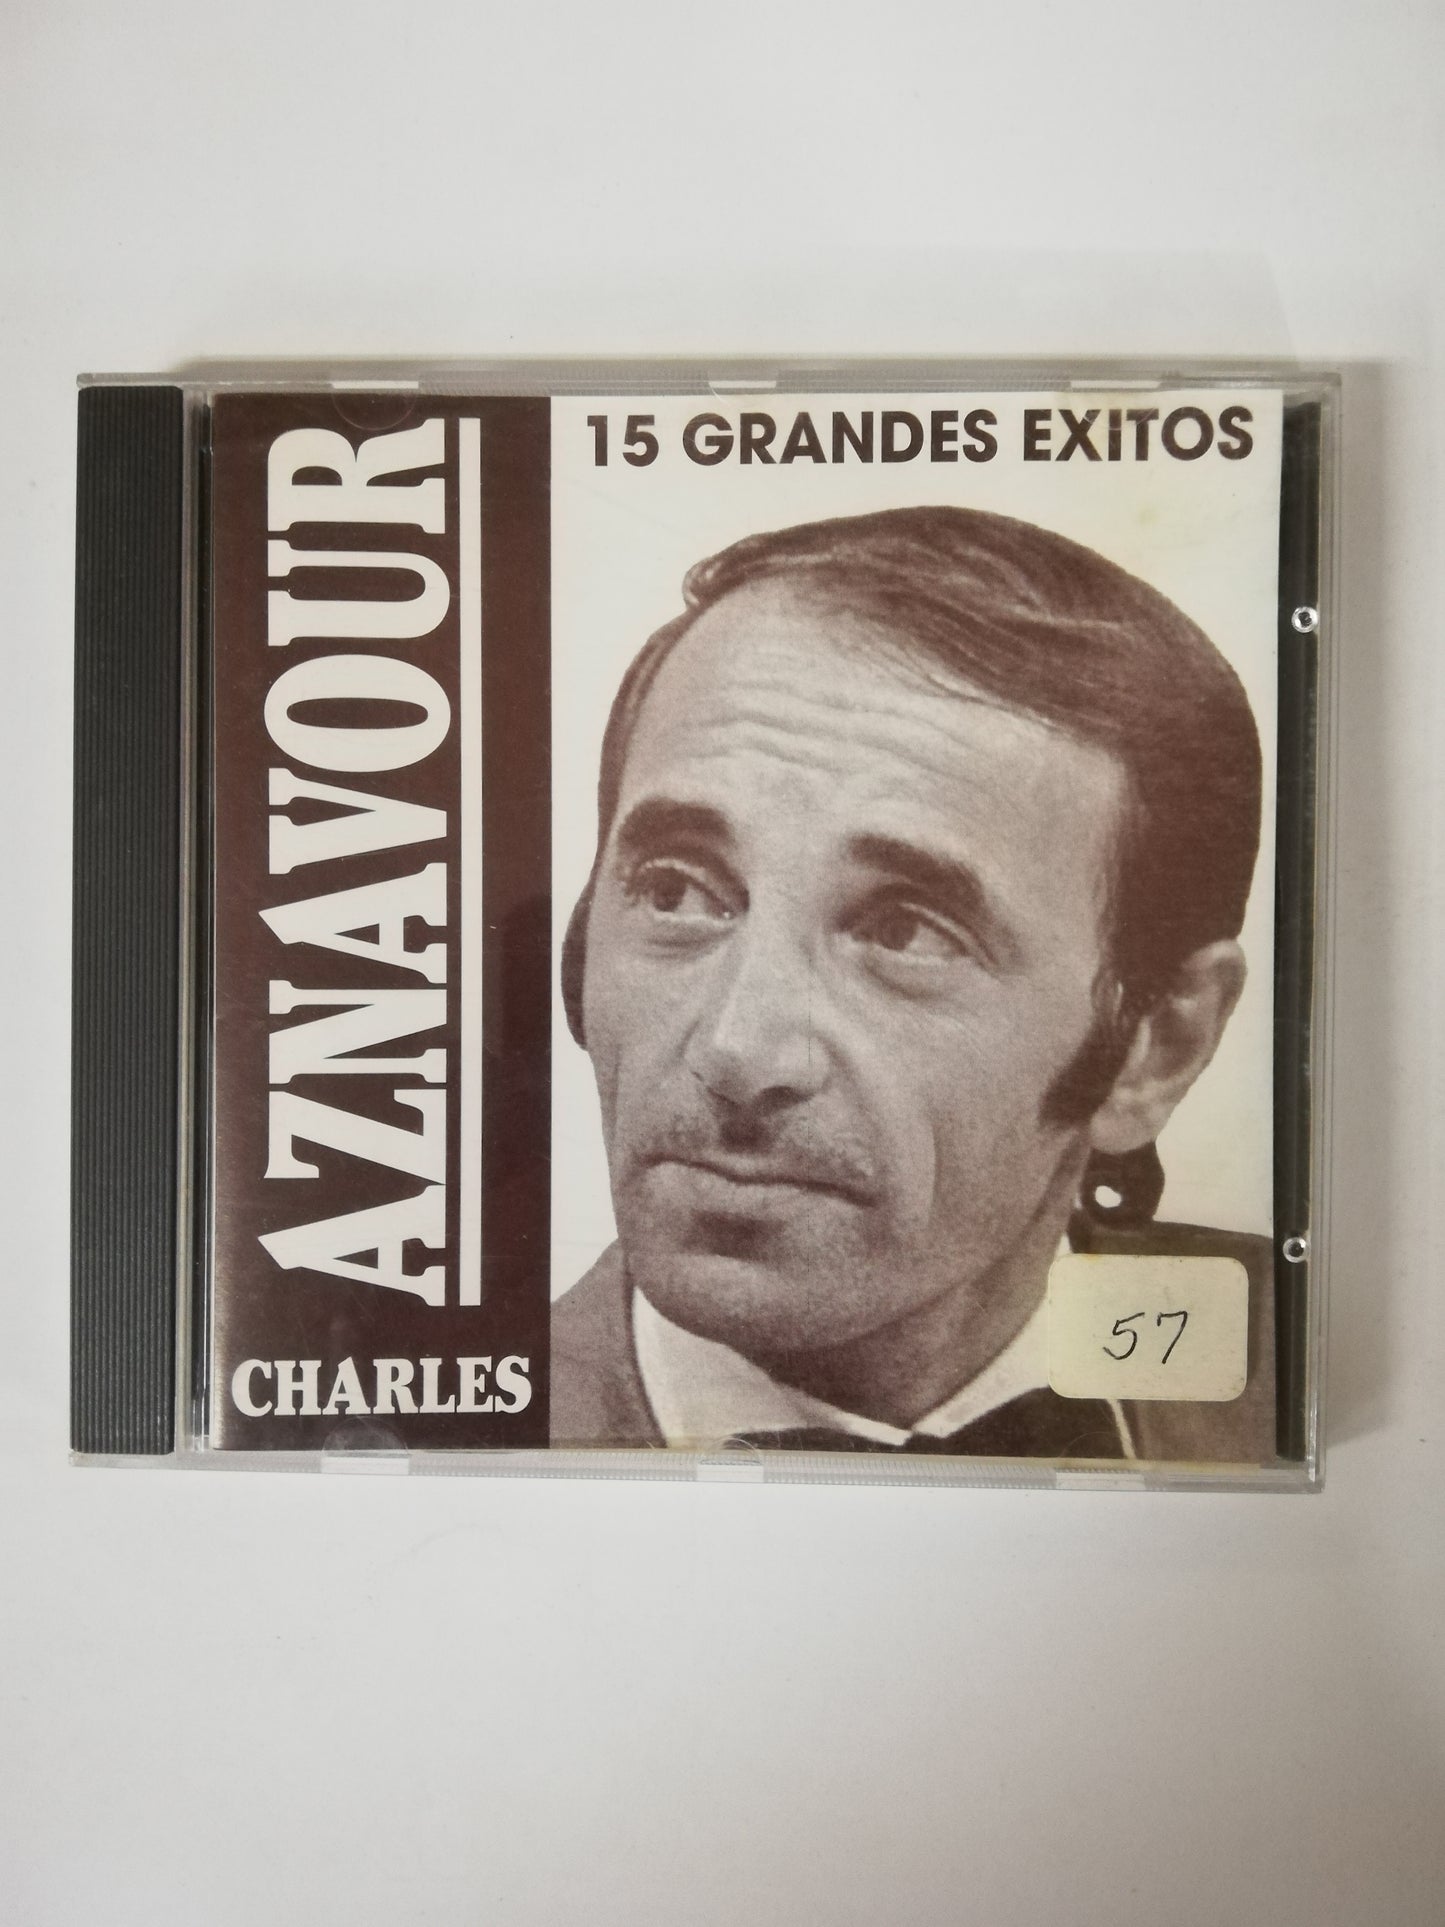 15 GRANDES EXITOS
AZNAVOUR
CHARLES
57